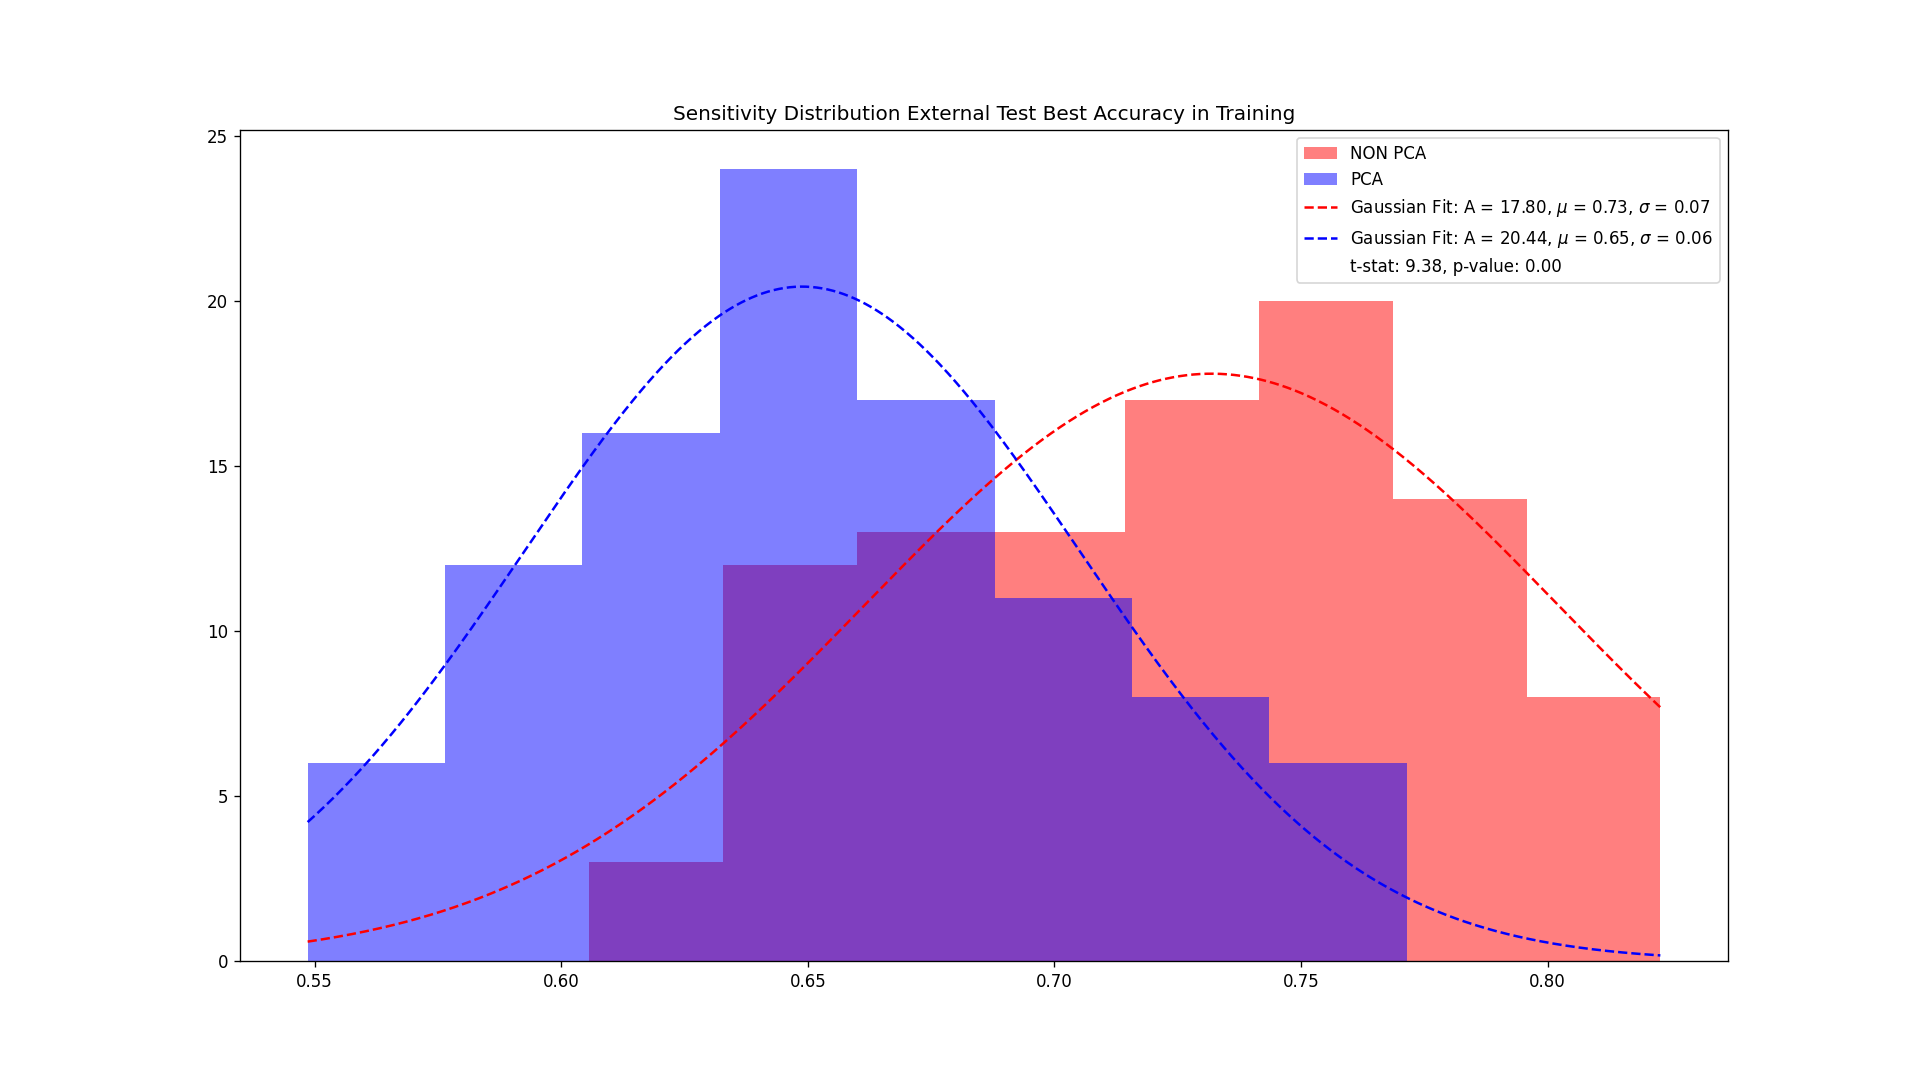 Sensitivity Distribution External Test Best Accuracy in Training
NON PCA
PCA
Gaussian Fit: A = 17.80, μ = 0.73, σ = 0.07
Gaussian Fit: A = 20.44, μ = 0.65, σ = 0.06
t-stat: 9.38, p-value: 0.00
25
20
15
10
5
0
0.55 0.60 0.65 0.70 0.75 0.80